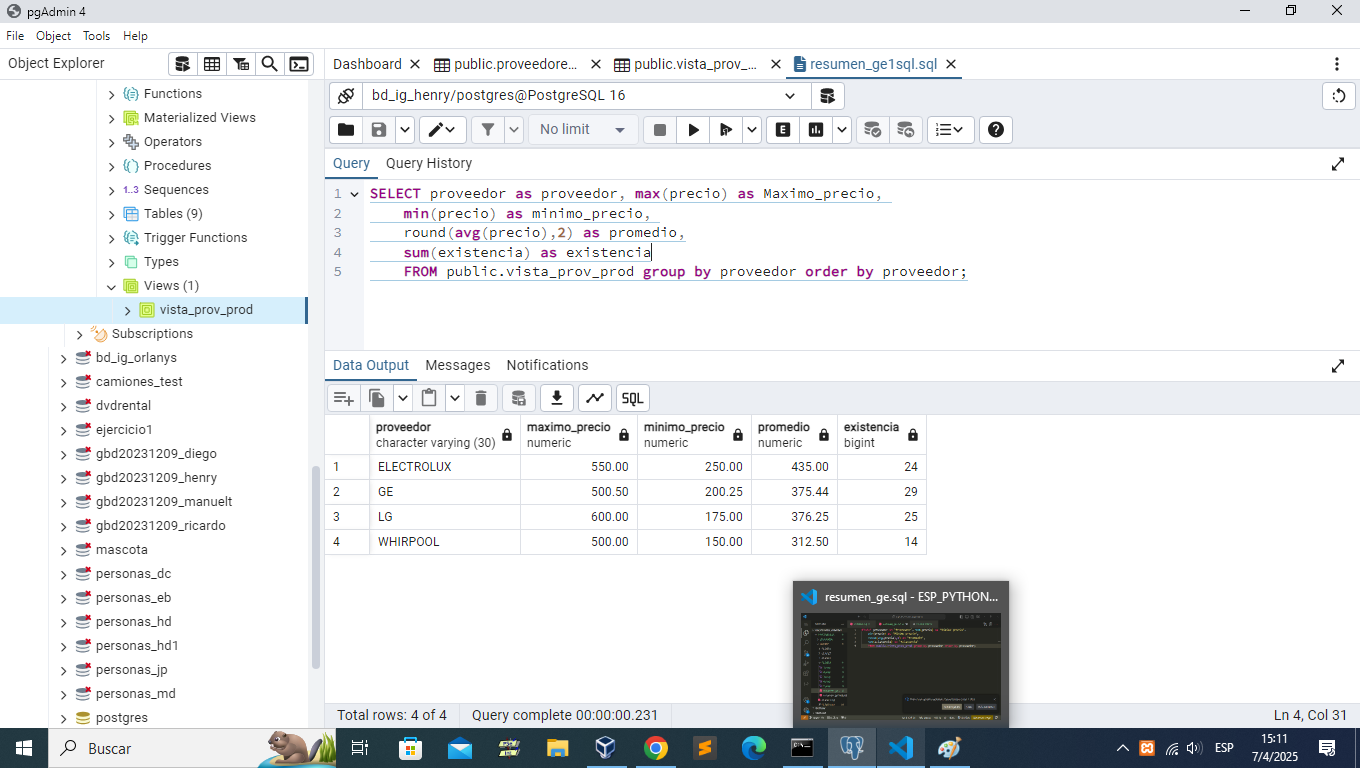 pgAdmin 4
File Object Tools Help
Object Explorer
Functions
Materialized Views
Operators
Procedures
1..3 Sequences
Tables (9)
Trigger Functions
Types
Views (1)
vista_prov_prod
Subscriptions
bd_ig_orlanys
camiones_test
dvdrental
ejercicio1
gbd20231209_diego
gbd20231209_henry
gbd20231209_manuelt
gbd20231209_ricardo
mascota
personas_dc
personas_eb
personas_hd
personas_hd1
personas_jp
personas_md
postgres
Dashboard public.proveedore... public.vista_prov_... resumen_ge1sql.sql
bd_ig_henry/postgres@PostgreSQL 16
No limit E
Query Query History
1 SELECT proveedor as proveedor, max(precio) as Maximo_precio,
2 min(precio) as minimo_precio,
3 round(avg(precio),2) as promedio,
4 sum(existencia) as existencia
5 FROM public.vista_prov_prod group by proveedor order by proveedor;
Data Output Messages Notifications
SQL
proveedor maximo_precio minimo_precio promedio existencia
character varying (30) numeric numeric numeric bigint
1 ELECTROLUX 550.00 250.00 435.00 24
2 GE 500.50 200.25 375.44 29
3 LG 600.00 175.00 376.25 25
4 WHIRPOOL 500.00 150.00 312.50 14
resumen_ge.sql - ESP_PYTHON...
Total rows: 4 of 4 Query complete 00:00:00.231 Ln 4, Col 31
Buscar ESP 15:11
7/4/2025